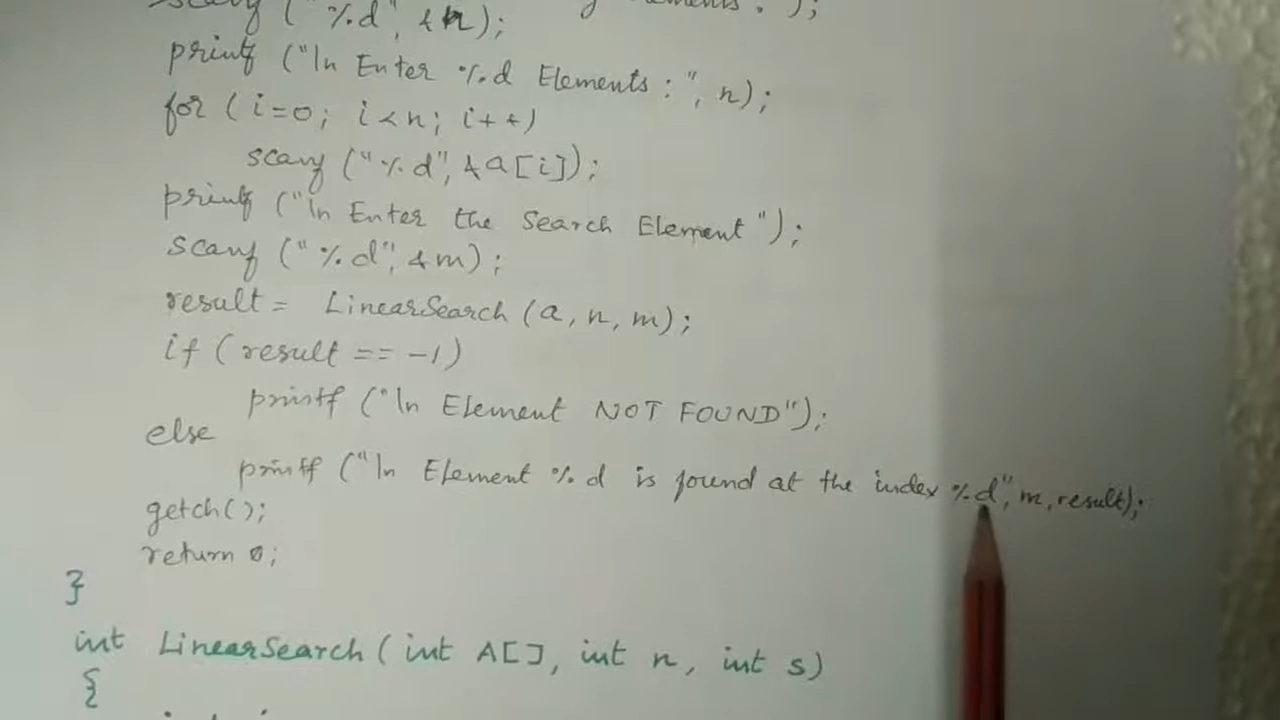 scanf ("%d", &n);
printf ("\n Enter %d Elements :", n);
for (i=0; i<n; i++)
scanf ("%d", &a[i]);
printf ("\n Enter the Search Element");
scanf ("%d", &m);
result = LinearSearch (a, n, m);
if (result == -1)
printf ("\n Element NOT FOUND");
else
printf ("\n Element %d is found at the index %d", m, result);
getch();
return 0;
}
int LinearSearch (int A[], int n, int s)
{